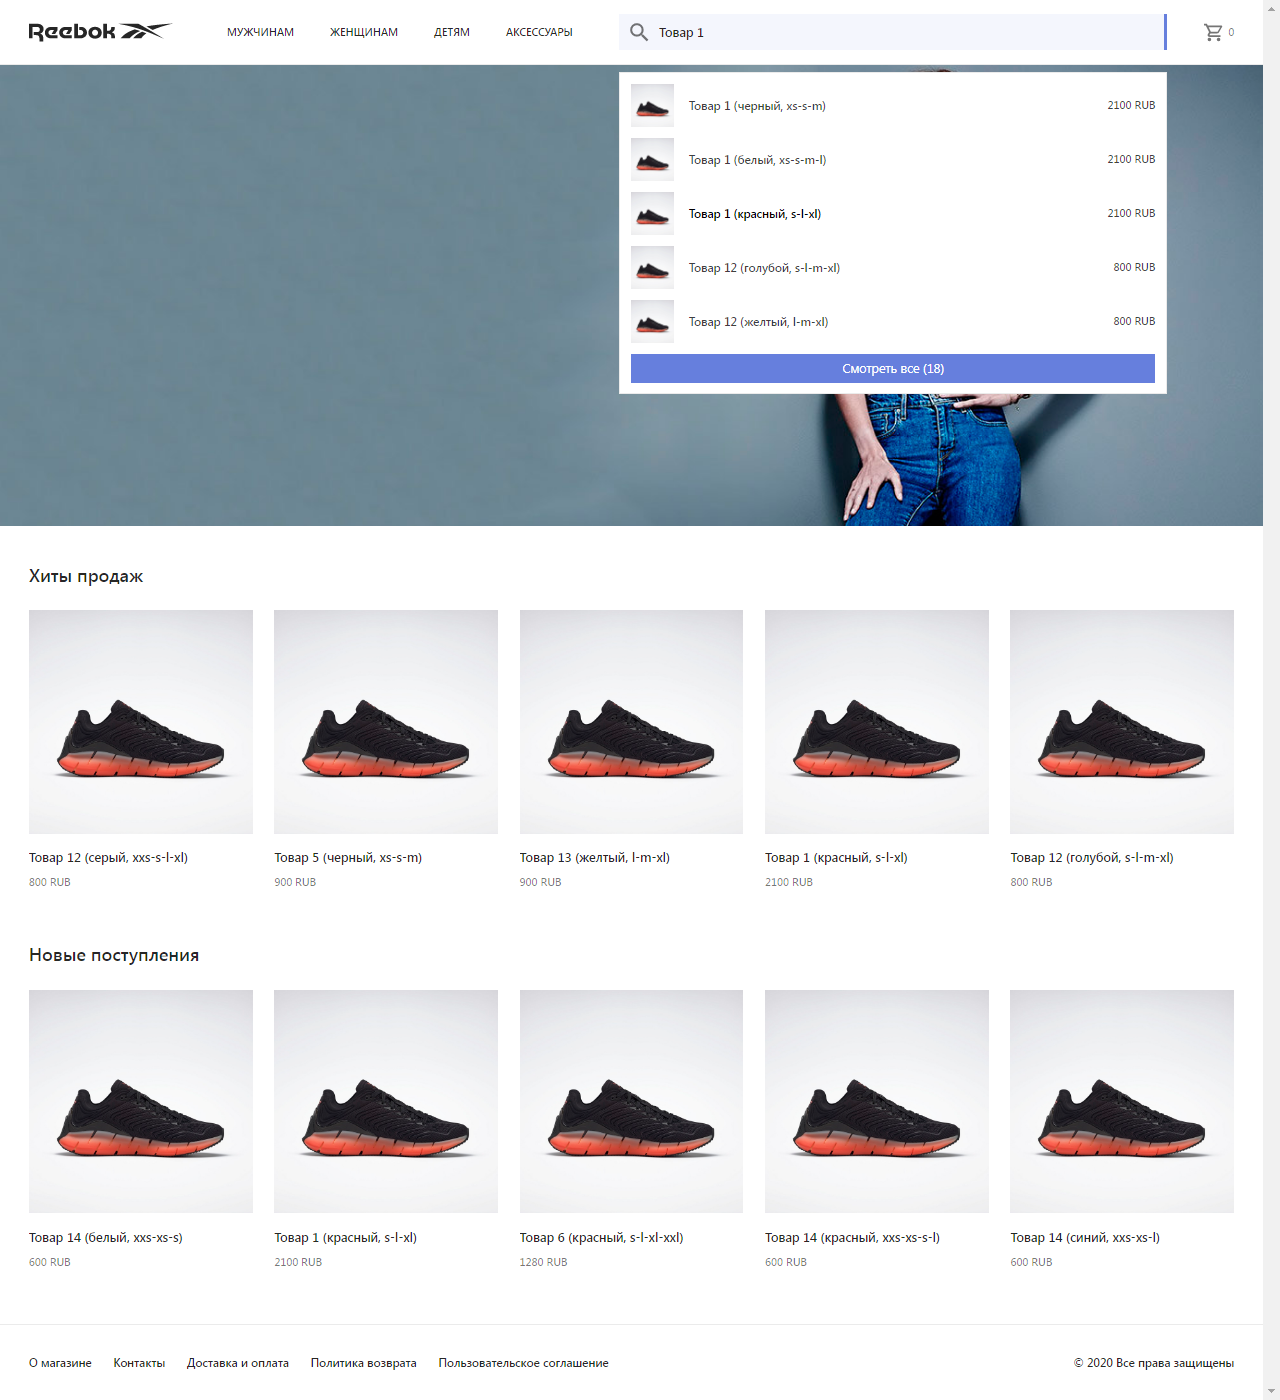 Reebok
МУЖЧИНАМ ЖЕНЩИНАМ ДЕТЯМ АКСЕССУАРЫ
Товар 1
0
Товар 1 (черный, xs-s-m) 2100 RUB
Товар 1 (белый, xs-s-m-l) 2100 RUB
Товар 1 (красный, s-l-xl) 2100 RUB
Товар 12 (голубой, s-l-m-xl) 800 RUB
Товар 12 (желтый, l-m-xl) 800 RUB
Смотреть все (18)
Хиты продаж
Товар 12 (серый, xxs-s-l-xl)
800 RUB
Товар 5 (черный, xs-s-m)
900 RUB
Товар 13 (желтый, l-m-xl)
900 RUB
Товар 1 (красный, s-l-xl)
2100 RUB
Товар 12 (голубой, s-l-m-xl)
800 RUB
Новые поступления
Товар 14 (белый, xxs-xs-s)
600 RUB
Товар 1 (красный, s-l-xl)
2100 RUB
Товар 6 (красный, s-l-xl-xxl)
1280 RUB
Товар 14 (красный, xxs-xs-s-l)
600 RUB
Товар 14 (синий, xxs-xs-l)
600 RUB
О магазине Контакты Доставка и оплата Политика возврата Пользовательское соглашение
© 2020 Все права защищены